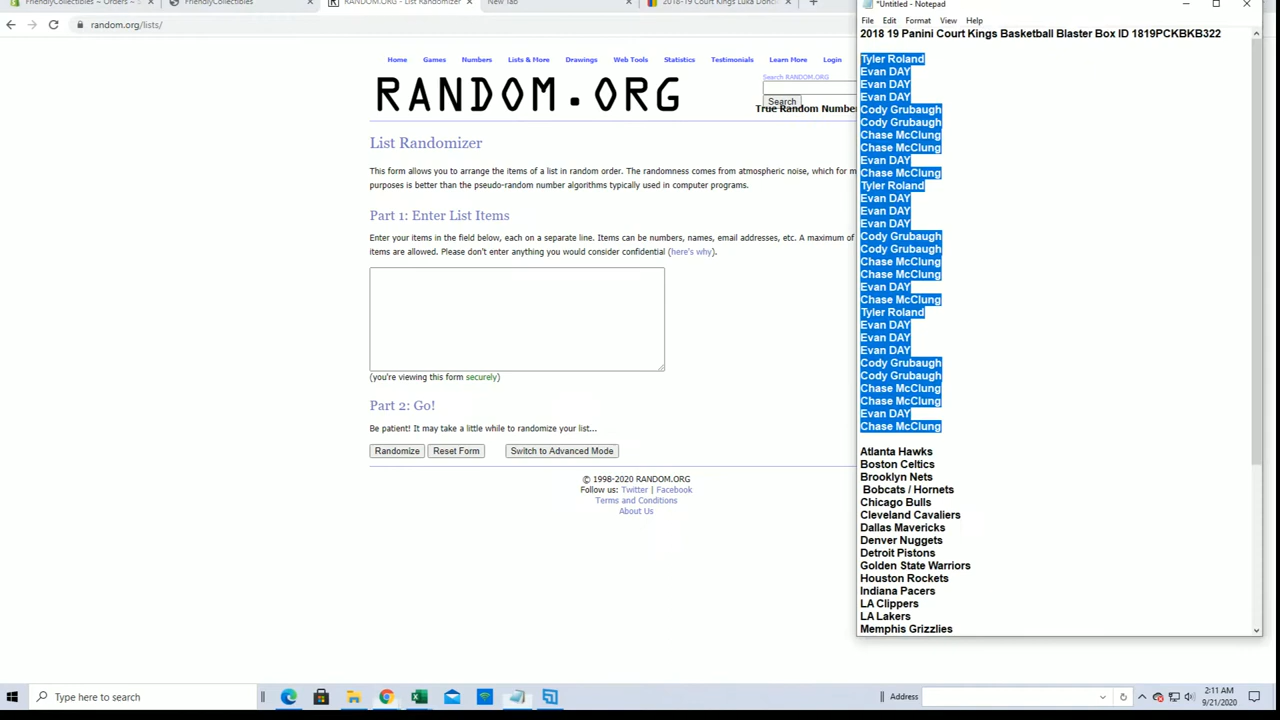 FriendlyCollectibles – Orders – S
FriendlyCollectibles
RANDOM.ORG - List Randomizer
New Tab
2018-19 Court Kings Luka Donc
random.org/lists/
Home Games Numbers Lists & More Drawings Web Tools Statistics Testimonials Learn More Login
RANDOM.ORG
Search RANDOM.ORG
Search
True Random Numbe
List Randomizer
This form allows you to arrange the items of a list in random order. The randomness comes from atmospheric noise, which for m
purposes is better than the pseudo-random number algorithms typically used in computer programs.
Part 1: Enter List Items
Enter your items in the field below, each on a separate line. Items can be numbers, names, email addresses, etc. A maximum of
items are allowed. Please don't enter anything you would consider confidential (here's why).
(you're viewing this form securely)
Part 2: Go!
Be patient! It may take a little while to randomize your list...
Randomize Reset Form Switch to Advanced Mode
© 1998-2020 RANDOM.ORG
Follow us: Twitter | Facebook
Terms and Conditions
About Us
*Untitled - Notepad
File Edit Format View Help
2018 19 Panini Court Kings Basketball Blaster Box ID 1819PCKBKB322
Tyler Roland
Evan DAY
Evan DAY
Evan DAY
Cody Grubaugh
Cody Grubaugh
Chase McClung
Chase McClung
Evan DAY
Chase McClung
Tyler Roland
Evan DAY
Evan DAY
Evan DAY
Cody Grubaugh
Cody Grubaugh
Chase McClung
Chase McClung
Evan DAY
Chase McClung
Tyler Roland
Evan DAY
Evan DAY
Evan DAY
Cody Grubaugh
Cody Grubaugh
Chase McClung
Chase McClung
Evan DAY
Chase McClung
Atlanta Hawks
Boston Celtics
Brooklyn Nets
Bobcats / Hornets
Chicago Bulls
Cleveland Cavaliers
Dallas Mavericks
Denver Nuggets
Detroit Pistons
Golden State Warriors
Houston Rockets
Indiana Pacers
LA Clippers
LA Lakers
Memphis Grizzlies
Type here to search
Address
2:11 AM
9/21/2020